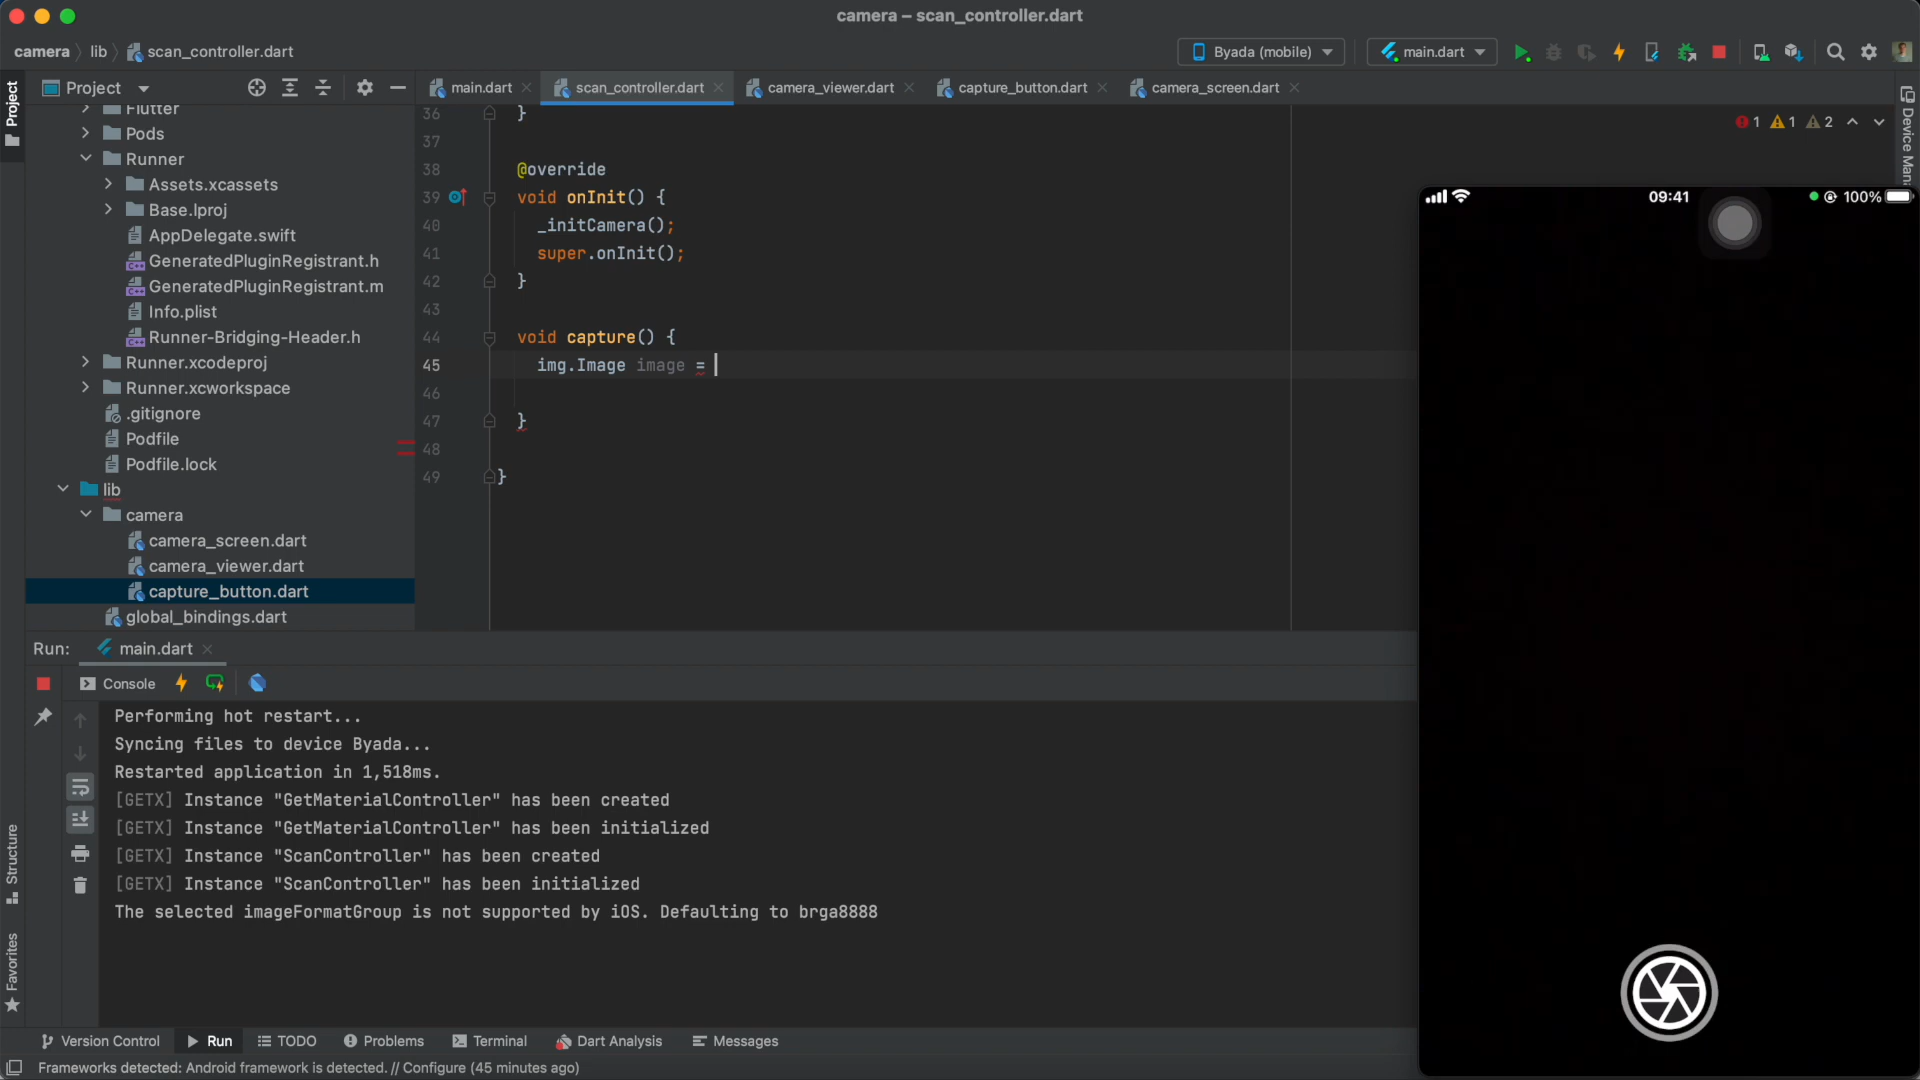 camera – scan_controller.dart
camera lib scan_controller.dart
Byada (mobile) main.dart
Project
main.dart scan_controller.dart camera_viewer.dart capture_button.dart camera_screen.dart
Project
Flutter
Pods
Runner
Assets.xcassets
Base.lproj
AppDelegate.swift
GeneratedPluginRegistrant.h
GeneratedPluginRegistrant.m
Info.plist
Runner-Bridging-Header.h
Runner.xcodeproj
Runner.xcworkspace
.gitignore
Podfile
Podfile.lock
lib
camera
camera_screen.dart
camera_viewer.dart
capture_button.dart
global_bindings.dart
36 }
37
38 @override
39 void onInit() {
40 _initCamera();
41 super.onInit();
42 }
43
44 void capture() {
45 img.Image image =
46
47 }
48
49 }
1 1 2
09:41 100%
Run: main.dart
Console
Performing hot restart...
Syncing files to device Byada...
Restarted application in 1,518ms.
[GETX] Instance "GetMaterialController" has been created
[GETX] Instance "GetMaterialController" has been initialized
[GETX] Instance "ScanController" has been created
[GETX] Instance "ScanController" has been initialized
The selected imageFormatGroup is not supported by iOS. Defaulting to brga8888
Structure
Favorites
Version Control Run TODO Problems Terminal Dart Analysis Messages
Frameworks detected: Android framework is detected. // Configure (45 minutes ago)